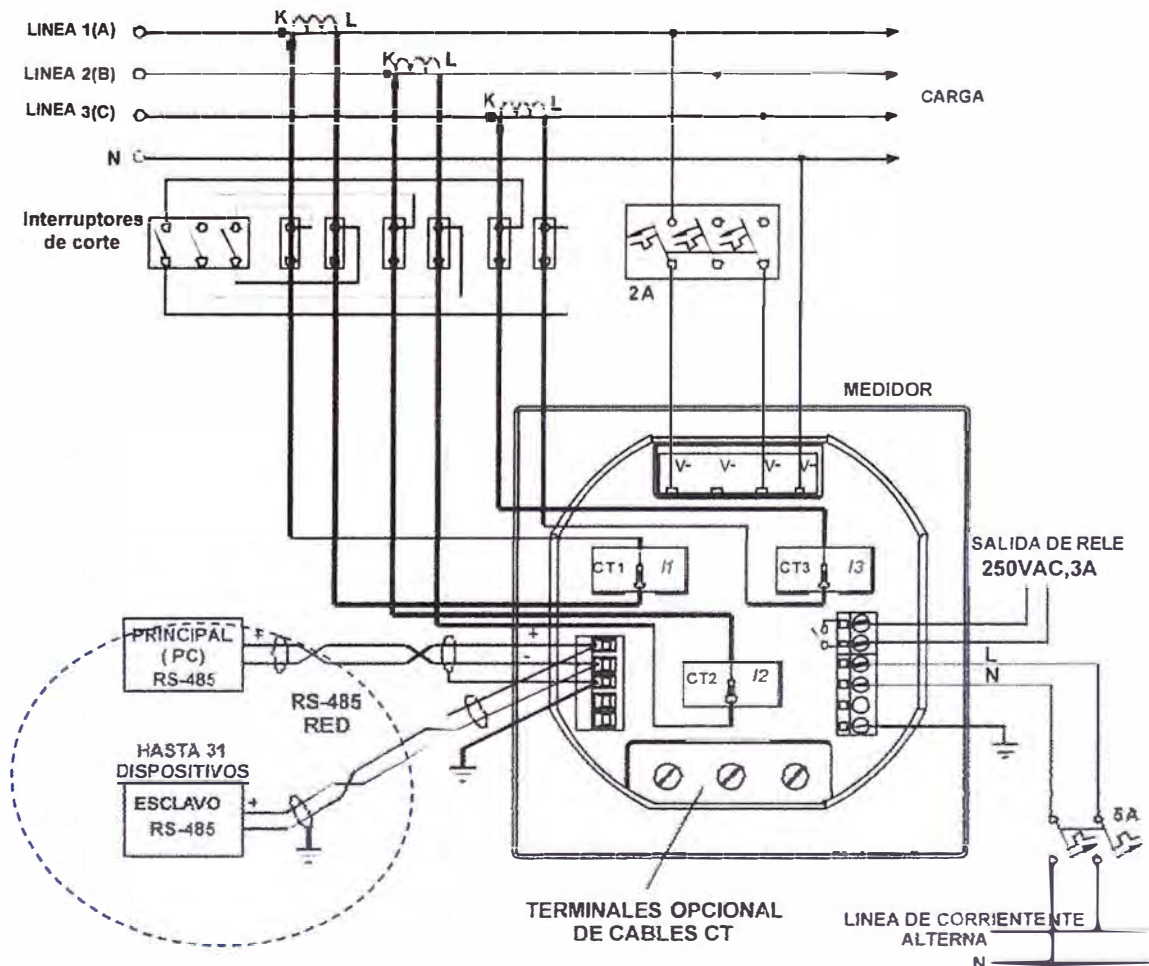 K L
LINEA 1(A)
K L
LINEA 2(B)
K L
LINEA 3(C)
CARGA
N
Interruptores
de corte
2A
MEDIDOR
V- V- V- V-
SALIDA DE RELE
250VAC,3A
CT1 I1
CT3 I3
PRINCIPAL
(PC)
RS-485
+
+
-
L
N
CT2 I2
RS-485
RED
HASTA 31
DISPOSITIVOS
ESCLAVO
RS-485
+
5A
TERMINALES OPCIONAL
DE CABLES CT
LINEA DE CORRIENTENTE
ALTERNA
N